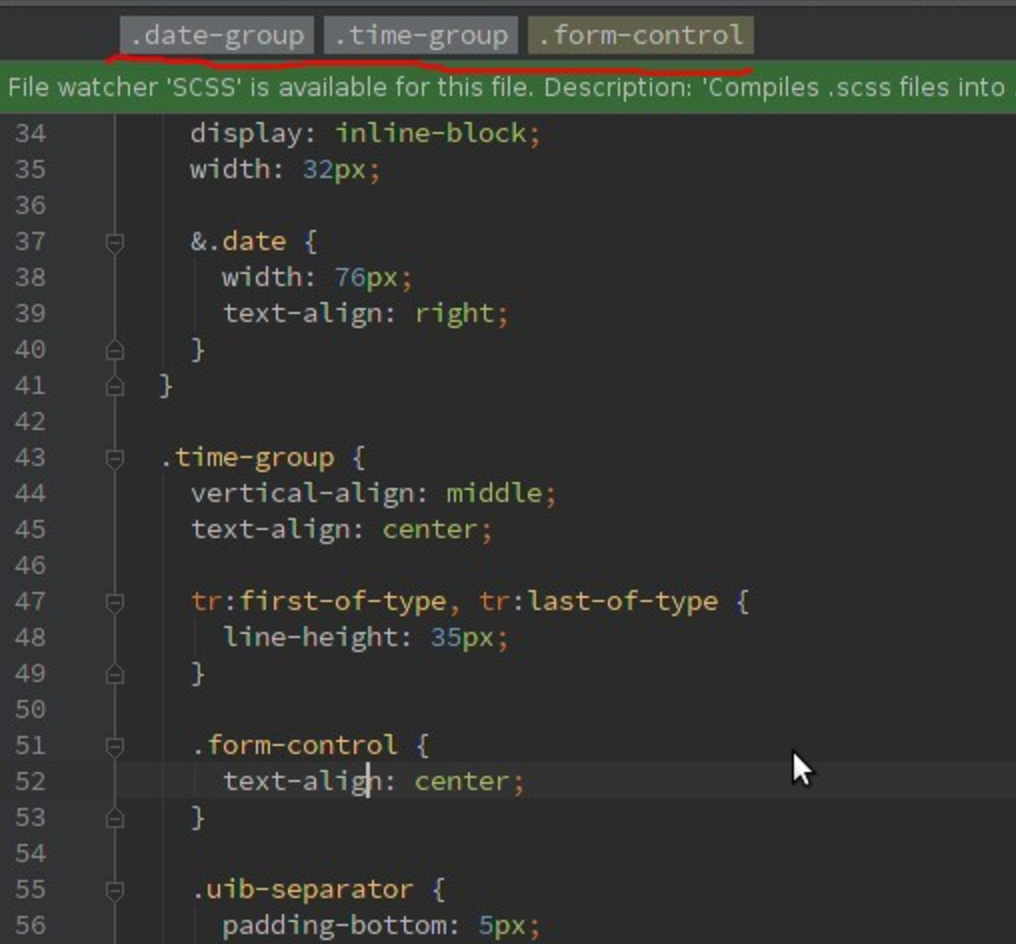 .date-group .time-group .form-control
File watcher 'SCSS' is available for this file. Description: 'Compiles .scss files into
34 display: inline-block;
35 width: 32px;
36
37 &.date {
38 width: 76px;
39 text-align: right;
40 }
41 }
42
43 .time-group {
44 vertical-align: middle;
45 text-align: center;
46
47 tr:first-of-type, tr:last-of-type {
48 line-height: 35px;
49 }
50
51 .form-control {
52 text-align: center;
53 }
54
55 .uib-separator {
56 padding-bottom: 5px;